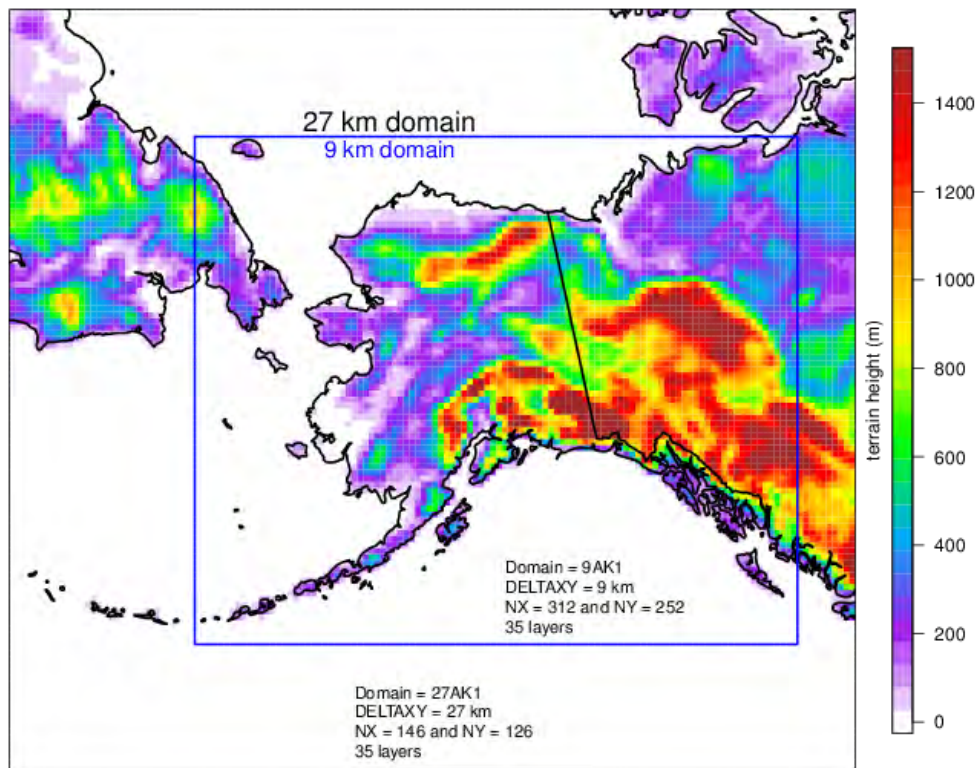 27 km domain
9 km domain
Domain = 9AK1
DELTAXY = 9 km
NX = 312 and NY = 252
35 layers
Domain = 27AK1
DELTAXY = 27 km
NX = 146 and NY = 126
35 layers
terrain height (m)
1400
1200
1000
800
600
400
200
0